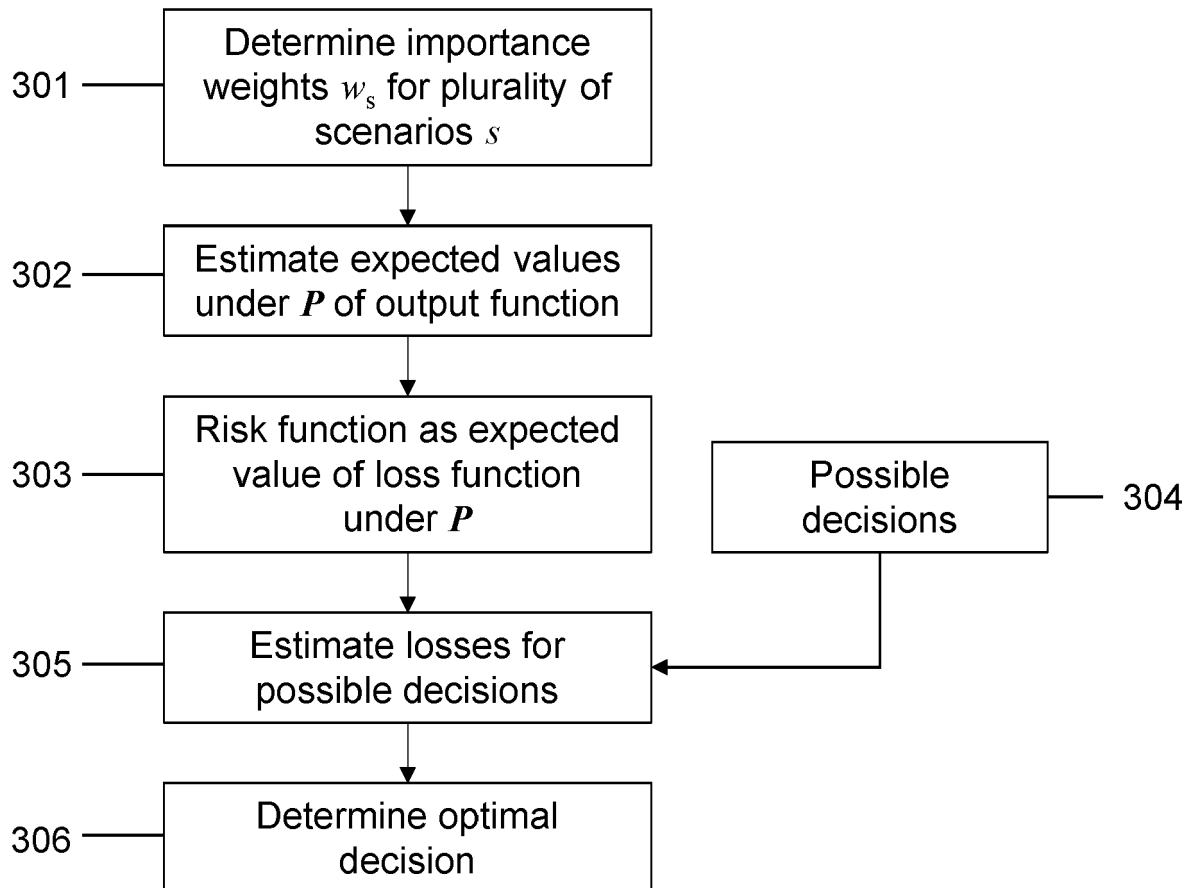 301
Determine importance
weights wₛ for plurality of
scenarios s
302
Estimate expected values
under P of output function
303
Risk function as expected
value of loss function
under P
Possible
decisions
304
305
Estimate losses for
possible decisions
306
Determine optimal
decision